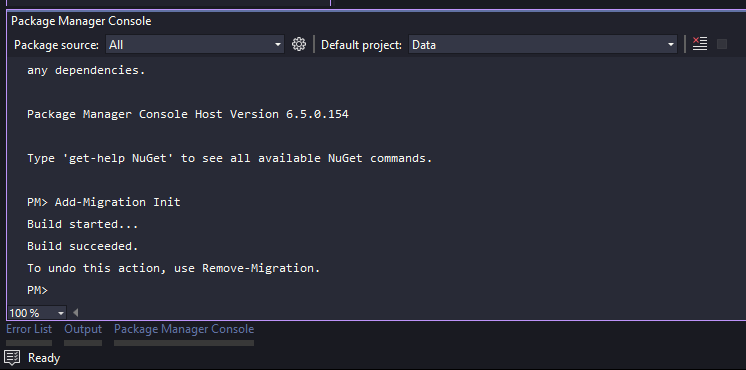 Package Manager Console
Package source: All Default project: Data
any dependencies.
Package Manager Console Host Version 6.5.0.154
Type 'get-help NuGet' to see all available NuGet commands.
PM> Add-Migration Init
Build started...
Build succeeded.
To undo this action, use Remove-Migration.
PM>
100 %
Error List Output Package Manager Console
Ready